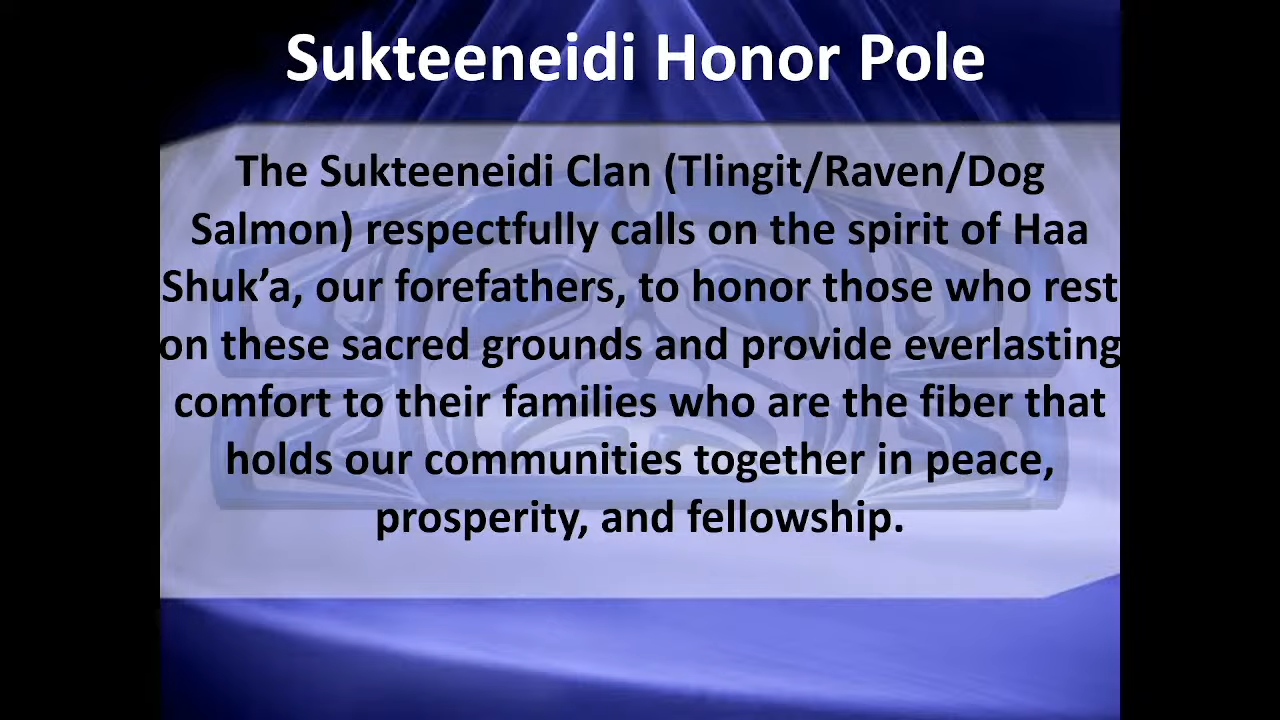 Sukteeneidi Honor Pole
The Sukteeneidi Clan (Tlingit/Raven/Dog
Salmon) respectfully calls on the spirit of Haa
Shuk’a, our forefathers, to honor those who rest
on these sacred grounds and provide everlasting
comfort to their families who are the fiber that
holds our communities together in peace,
prosperity, and fellowship.